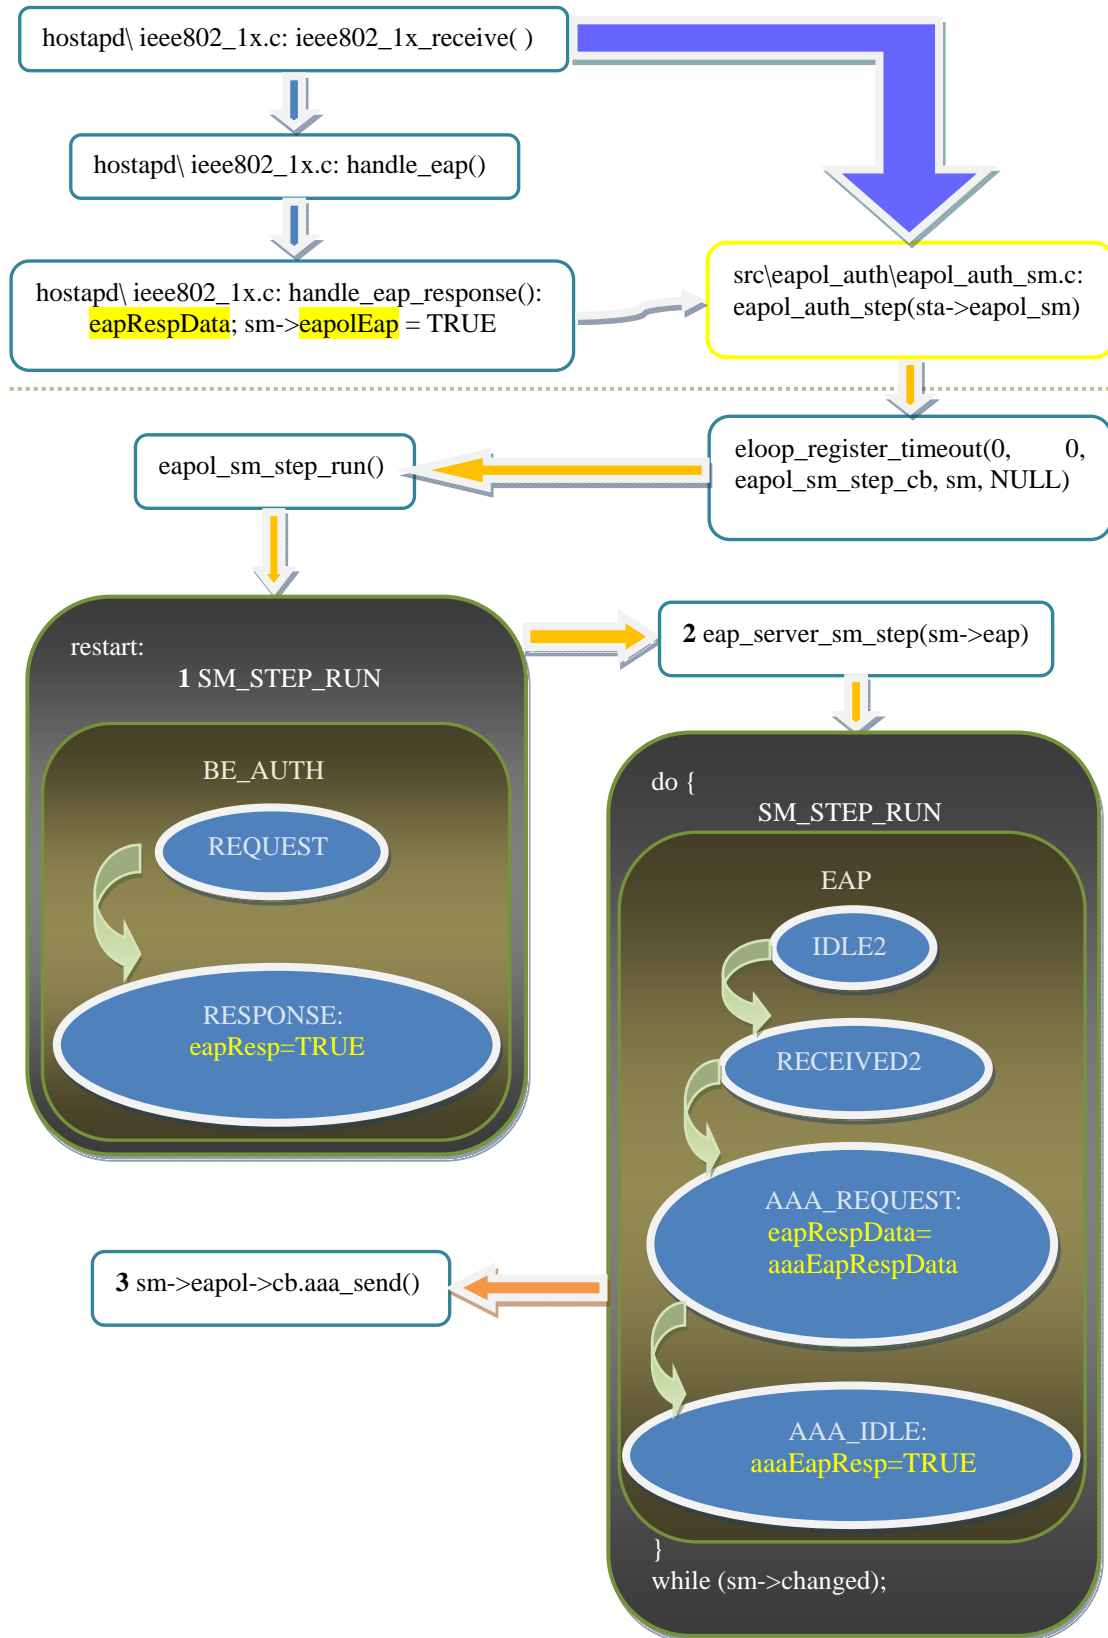 hostapd\ ieee802_1x.c: ieee802_1x_receive( )
hostapd\ ieee802_1x.c: handle_eap()
hostapd\ ieee802_1x.c: handle_eap_response():
eapRespData; sm->eapolEap = TRUE
src\eapol_auth\eapol_auth_sm.c:
eapol_auth_step(sta->eapol_sm)
eloop_register_timeout(0, 0,
eapol_sm_step_cb, sm, NULL)
eapol_sm_step_run()
restart:
1 SM_STEP_RUN
BE_AUTH
REQUEST
RESPONSE:
eapResp=TRUE
2 eap_server_sm_step(sm->eap)
do {
SM_STEP_RUN
EAP
IDLE2
RECEIVED2
AAA_REQUEST:
eapRespData=
aaaEapRespData
AAA_IDLE:
aaaEapResp=TRUE
}
while (sm->changed);
3 sm->eapol->cb.aaa_send()